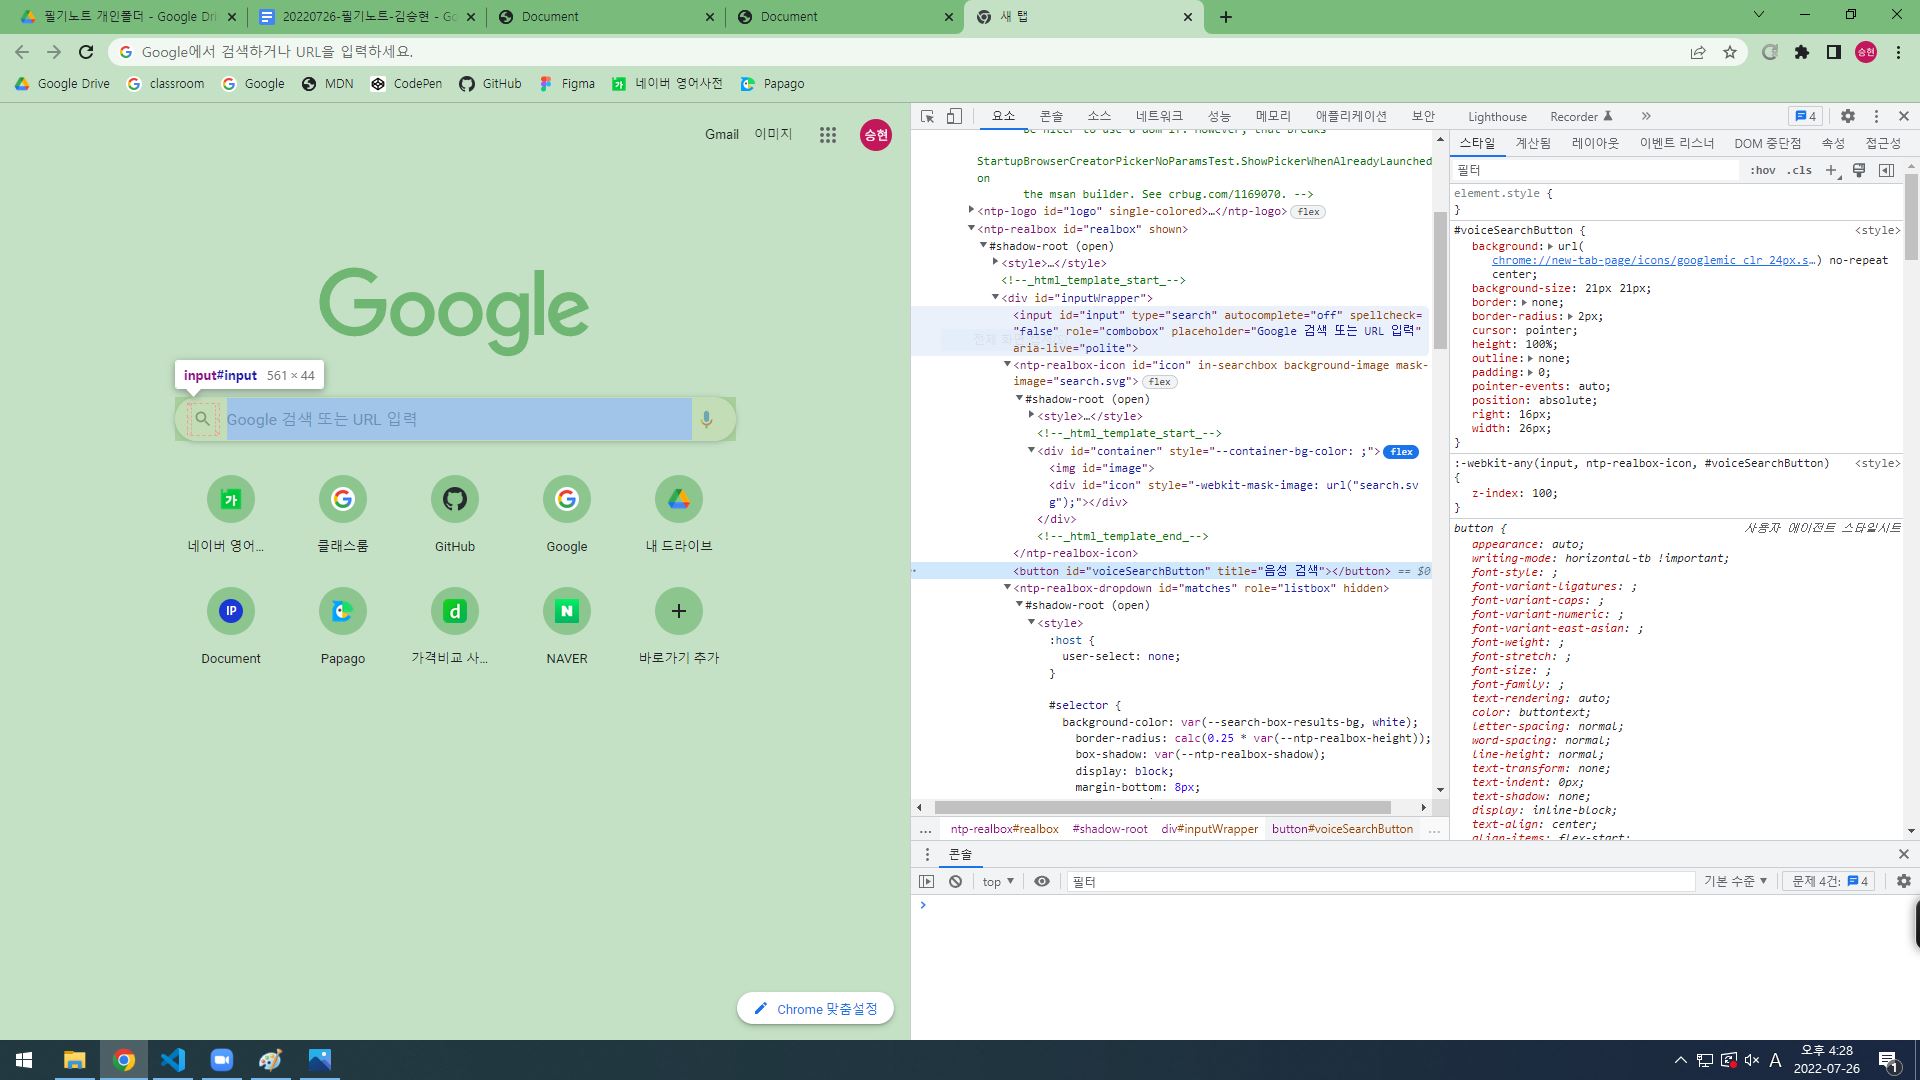 필기노트 개인폴더 - Google Dri
20220726-필기노트-김승현 - Go
Document
Document
새 탭
Google에서 검색하거나 URL을 입력하세요.
승현
Google Drive
classroom
Google
MDN
CodePen
GitHub
Figma
네이버 영어사전
Papago
Gmail
이미지
승현
Google
input#input 561 × 44
Google 검색 또는 URL 입력
네이버 영어...
클래스룸
GitHub
Google
내 드라이브
Document
Papago
가격비교 사...
NAVER
바로가기 추가
Chrome 맞춤설정
요소
콘솔
소스
네트워크
성능
메모리
애플리케이션
보안
Lighthouse
Recorder
4
be nicer to use a dom-if. However, that breaks
StartupBrowserCreatorPickerNoParamsTest.ShowPickerWhenAlreadyLaunched
on
the msan builder. See crbug.com/1169070. -->
<ntp-logo id="logo" single-colored>…</ntp-logo> flex
<ntp-realbox id="realbox" shown>
#shadow-root (open)
<style>…</style>
<!--_html_template_start_-->
<div id="inputWrapper">
<input id="input" type="search" autocomplete="off" spellcheck=
"false" role="combobox" placeholder="Google 검색 또는 URL 입력"
aria-live="polite">
<ntp-realbox-icon id="icon" in-searchbox background-image mask-
image="search.svg"> flex
#shadow-root (open)
<style>…</style>
<!--_html_template_start_-->
<div id="container" style="--container-bg-color: ;"> flex
<img id="image">
<div id="icon" style="-webkit-mask-image: url("search.sv
g");"></div>
</div>
<!--_html_template_end_-->
</ntp-realbox-icon>
<button id="voiceSearchButton" title="음성 검색"></button> == $0
<ntp-realbox-dropdown id="matches" role="listbox" hidden>
#shadow-root (open)
<style>
:host {
user-select: none;
}
#selector {
background-color: var(--search-box-results-bg, white);
border-radius: calc(0.25 * var(--ntp-realbox-height));
box-shadow: var(--ntp-realbox-shadow);
display: block;
margin-bottom: 8px;
... ntp-realbox#realbox #shadow-root div#inputWrapper button#voiceSearchButton ...
스타일
계산됨
레이아웃
이벤트 리스너
DOM 중단점
속성
접근성
필터
:hov
.cls
element.style {
}
#voiceSearchButton { <style>
background: url(
chrome://new-tab-page/icons/googlemic_clr_24px.s…) no-repeat
center;
background-size: 21px 21px;
border: none;
border-radius: 2px;
cursor: pointer;
height: 100%;
outline: none;
padding: 0;
pointer-events: auto;
position: absolute;
right: 16px;
width: 26px;
}
:-webkit-any(input, ntp-realbox-icon, #voiceSearchButton) <style>
{
z-index: 100;
}
button { 사용자 에이전트 스타일시트
appearance: auto;
writing-mode: horizontal-tb !important;
font-style: ;
font-variant-ligatures: ;
font-variant-caps: ;
font-variant-numeric: ;
font-variant-east-asian: ;
font-weight: ;
font-stretch: ;
font-size: ;
font-family: ;
text-rendering: auto;
color: buttontext;
letter-spacing: normal;
word-spacing: normal;
line-height: normal;
text-transform: none;
text-indent: 0px;
text-shadow: none;
display: inline-block;
text-align: center;
align-items: flex-start;
콘솔
top
필터
기본 수준
문제 4건: 4
A
오후 4:28
2022-07-26
1